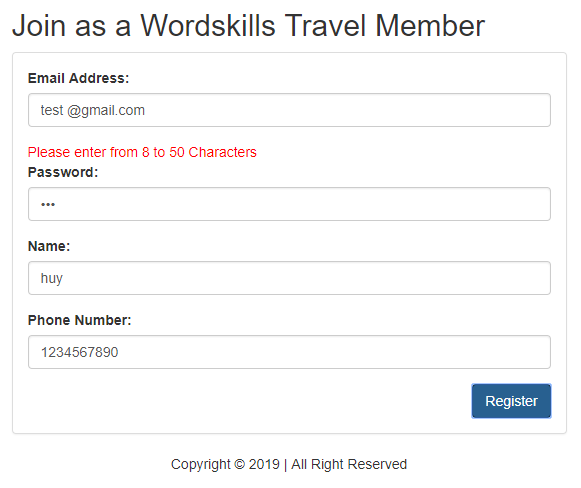 Join as a Wordskills Travel Member
Email Address:
test @gmail.com
Please enter from 8 to 50 Characters
Password:
•••
Name:
huy
Phone Number:
1234567890
Register
Copyright © 2019 | All Right Reserved